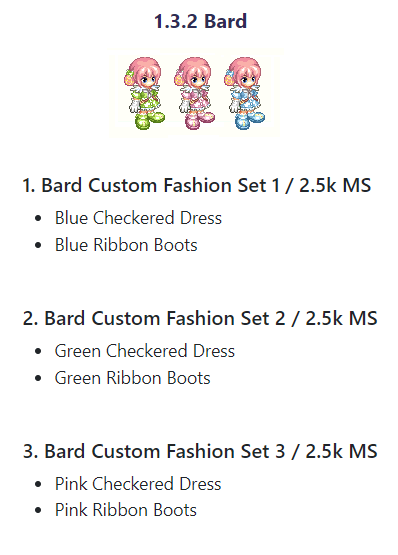 1.3.2 Bard
1. Bard Custom Fashion Set 1 / 2.5k MS
• Blue Checkered Dress
• Blue Ribbon Boots
2. Bard Custom Fashion Set 2 / 2.5k MS
• Green Checkered Dress
• Green Ribbon Boots
3. Bard Custom Fashion Set 3 / 2.5k MS
• Pink Checkered Dress
• Pink Ribbon Boots